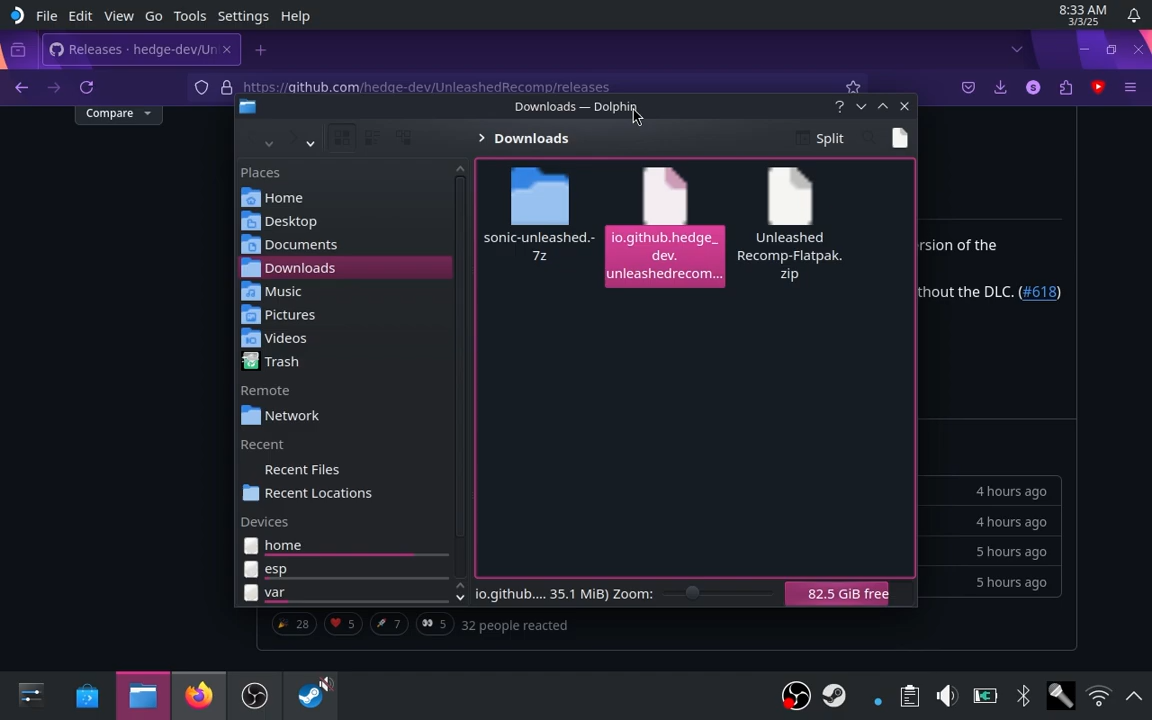 File Edit View Go Tools Settings Help
8:33 AM
3/3/25
Releases · hedge-dev/Un
https://github.com/hedge-dev/UnleashedRecomp/releases
S
Compare
Downloads — Dolphin
?
> Downloads
Split
Places
Home
Desktop
Documents
Downloads
Music
Pictures
Videos
Trash
Remote
Network
Recent
Recent Files
Recent Locations
Devices
home
esp
var
sonic-unleashed.-
7z
io.github.hedge_
dev.
unleashedrecom...
Unleashed
Recomp-Flatpak.
zip
rsion of the
thout the DLC. (#618)
4 hours ago
4 hours ago
5 hours ago
5 hours ago
io.github.... 35.1 MiB) Zoom:
82.5 GiB free
28
5
7
5
32 people reacted